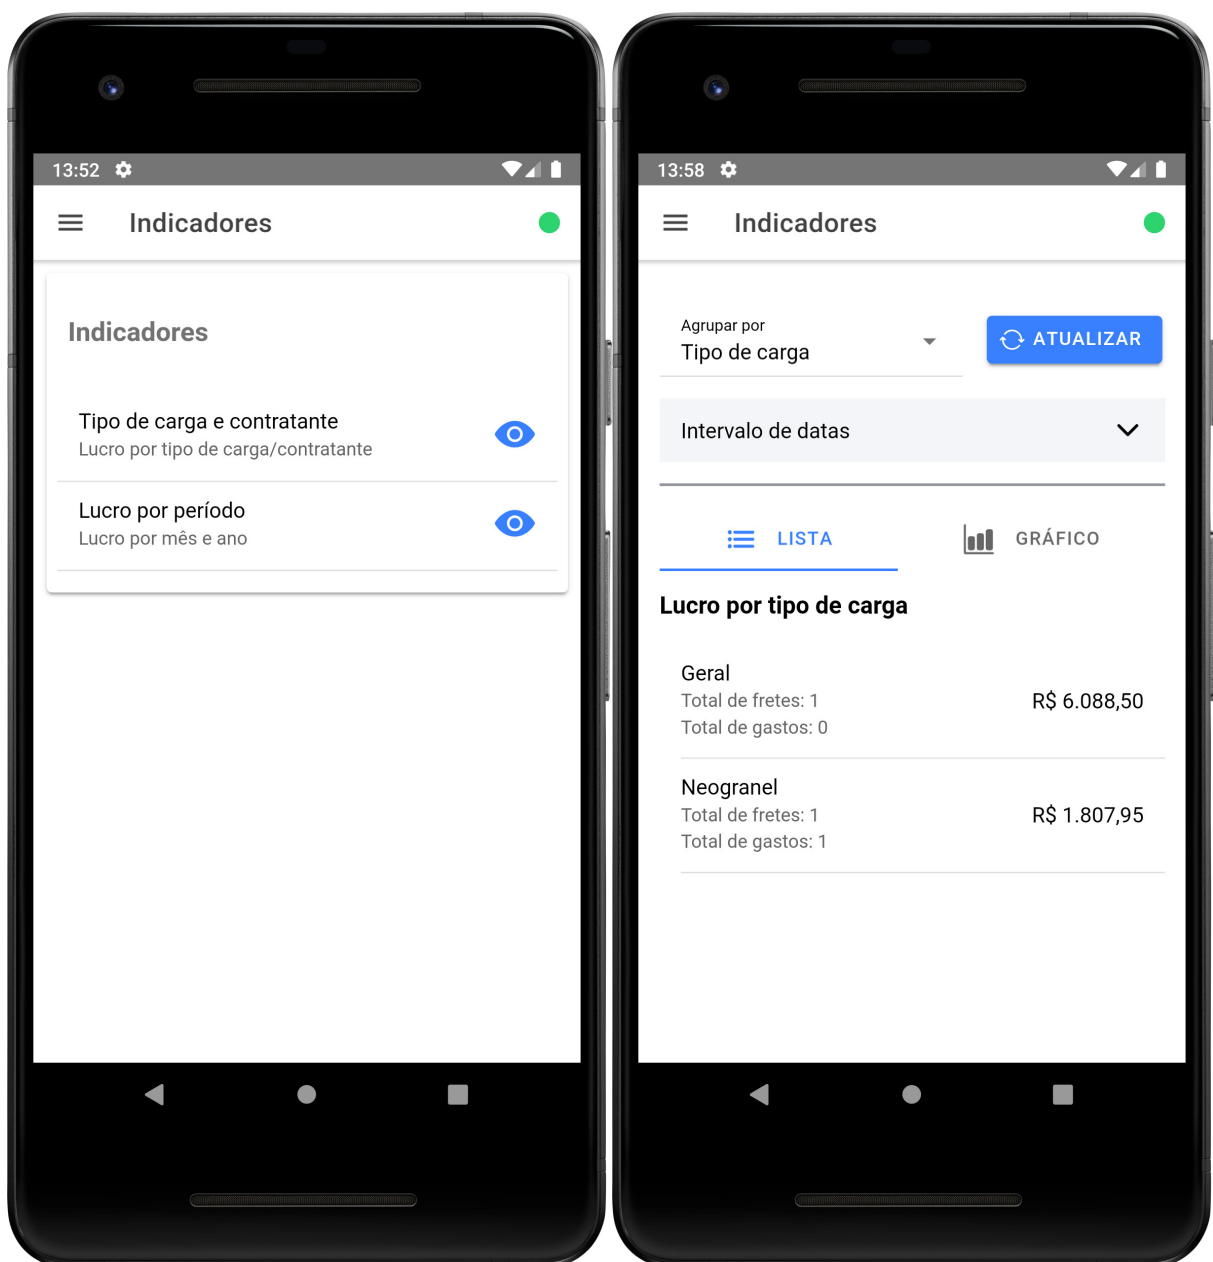 13:52
Indicadores
Indicadores
Tipo de carga e contratante
Lucro por tipo de carga/contratante
Lucro por período
Lucro por mês e ano
13:58
Indicadores
Agrupar por
Tipo de carga
ATUALIZAR
Intervalo de datas
LISTA
GRÁFICO
Lucro por tipo de carga
Geral
Total de fretes: 1
R$ 6.088,50
Total de gastos: 0
Neogranel
Total de fretes: 1
R$ 1.807,95
Total de gastos: 1